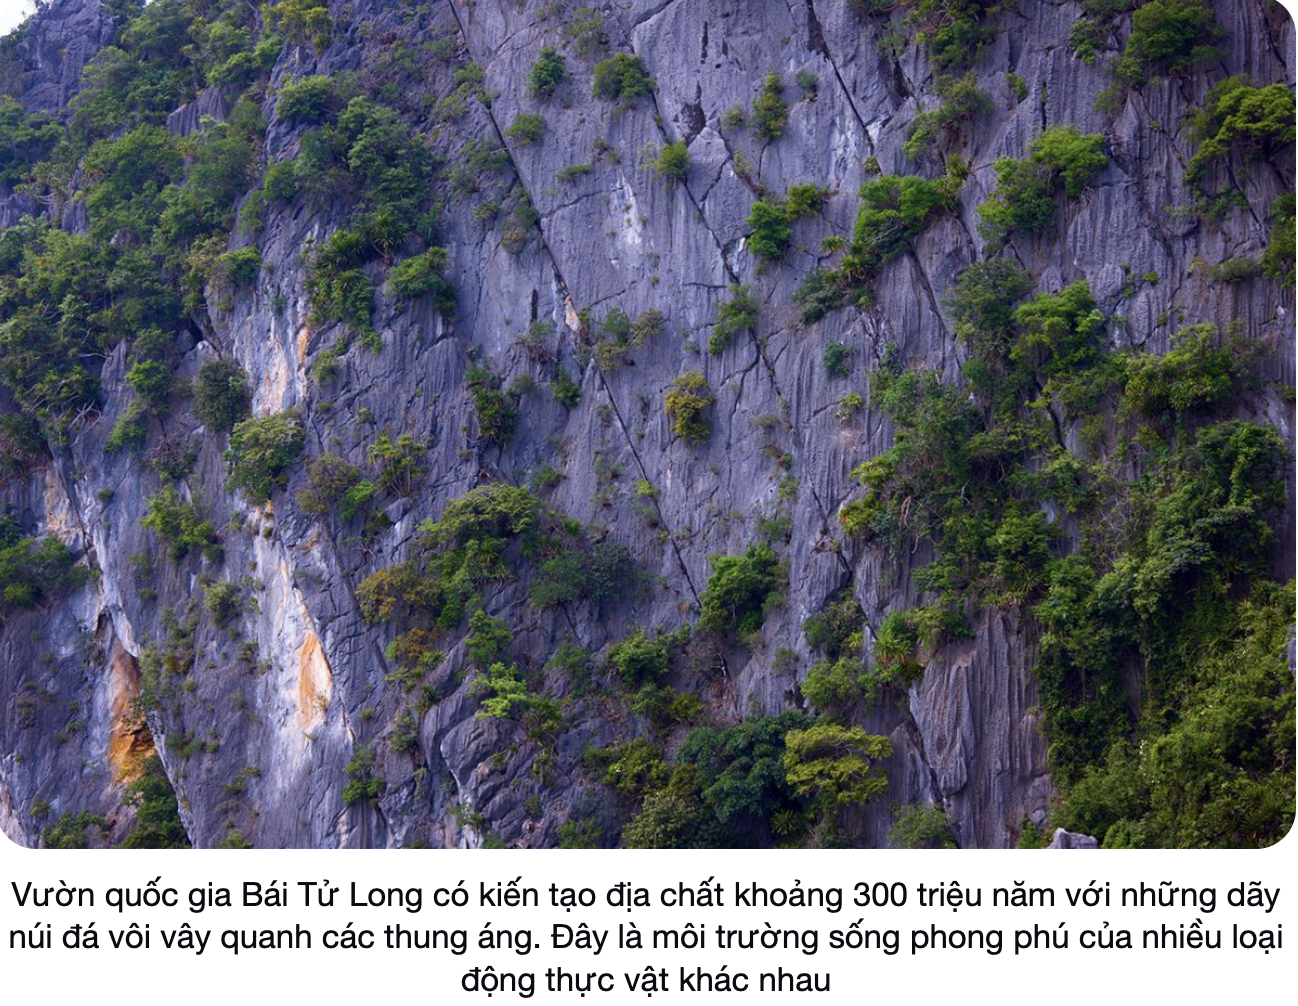 Vườn quốc gia Bái Tử Long có kiến tạo địa chất khoảng 300 triệu năm với những dãy
núi đá vôi vây quanh các thung áng. Đây là môi trường sống phong phú của nhiều loại
động thực vật khác nhau